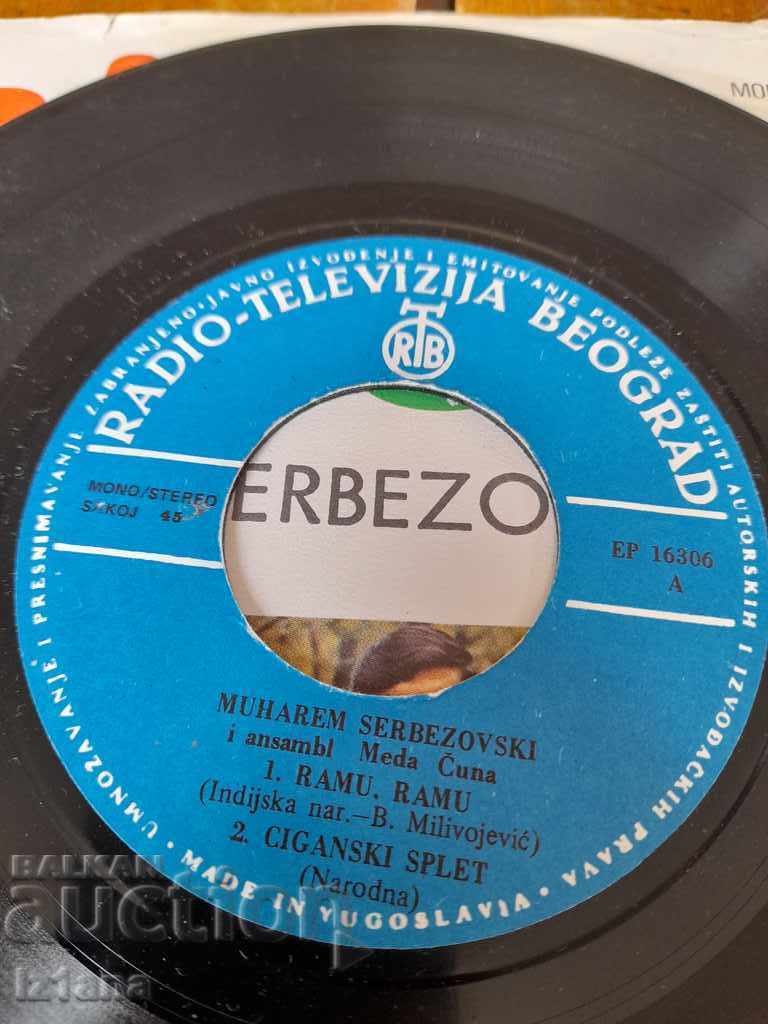 MOI
UMNOŽAVANJE I PRESNIMAVANJE ZABRANJENO · JAVNO IZVOĐENJE I EMITOVANJE PODLEŽE ZAŠTITI AUTORSKIH I IZVOĐAČKIH PRAVA ·
RADIO-TELEVIZIJA BEOGRAD
RTB
ERBEZO
MONO/STEREO
SOKOJ 45
EP 16306
A
MUHAREM SERBEZOVSKI
i ansambl Meda Čuna
1. RAMU, RAMU
(Indijska nar.-B. Milivojević)
2. CIGANSKI SPLET
(Narodna)
· MADE IN YUGOSLAVIA ·
BALKAN
auction
iz1ana